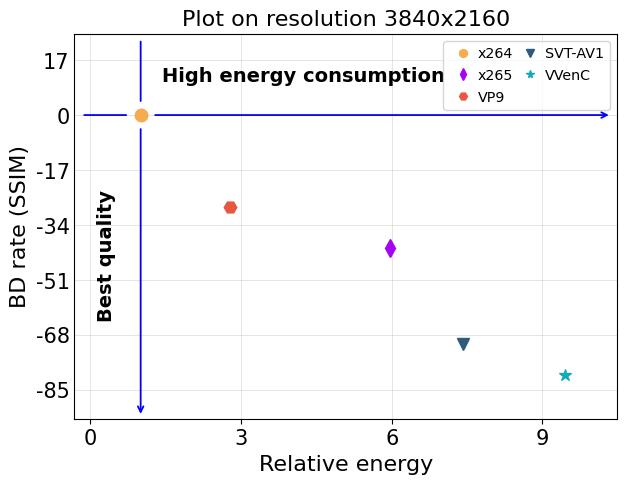 Plot on resolution 3840x2160
x264
x265
VP9
SVT-AV1
VVenC
High energy consumption
Best quality
BD rate (SSIM)
17
0
-17
-34
-51
-68
-85
0 3 6 9
Relative energy